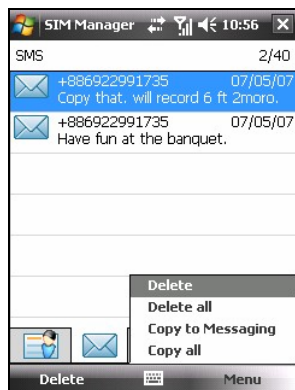 SIM Manager 10:56
SMS 2/40
+886922991735 07/05/07
Copy that. will record 6 ft 2moro.
+886922991735 07/05/07
Have fun at the banquet.
Delete
Delete all
Copy to Messaging
Copy all
Delete Menu